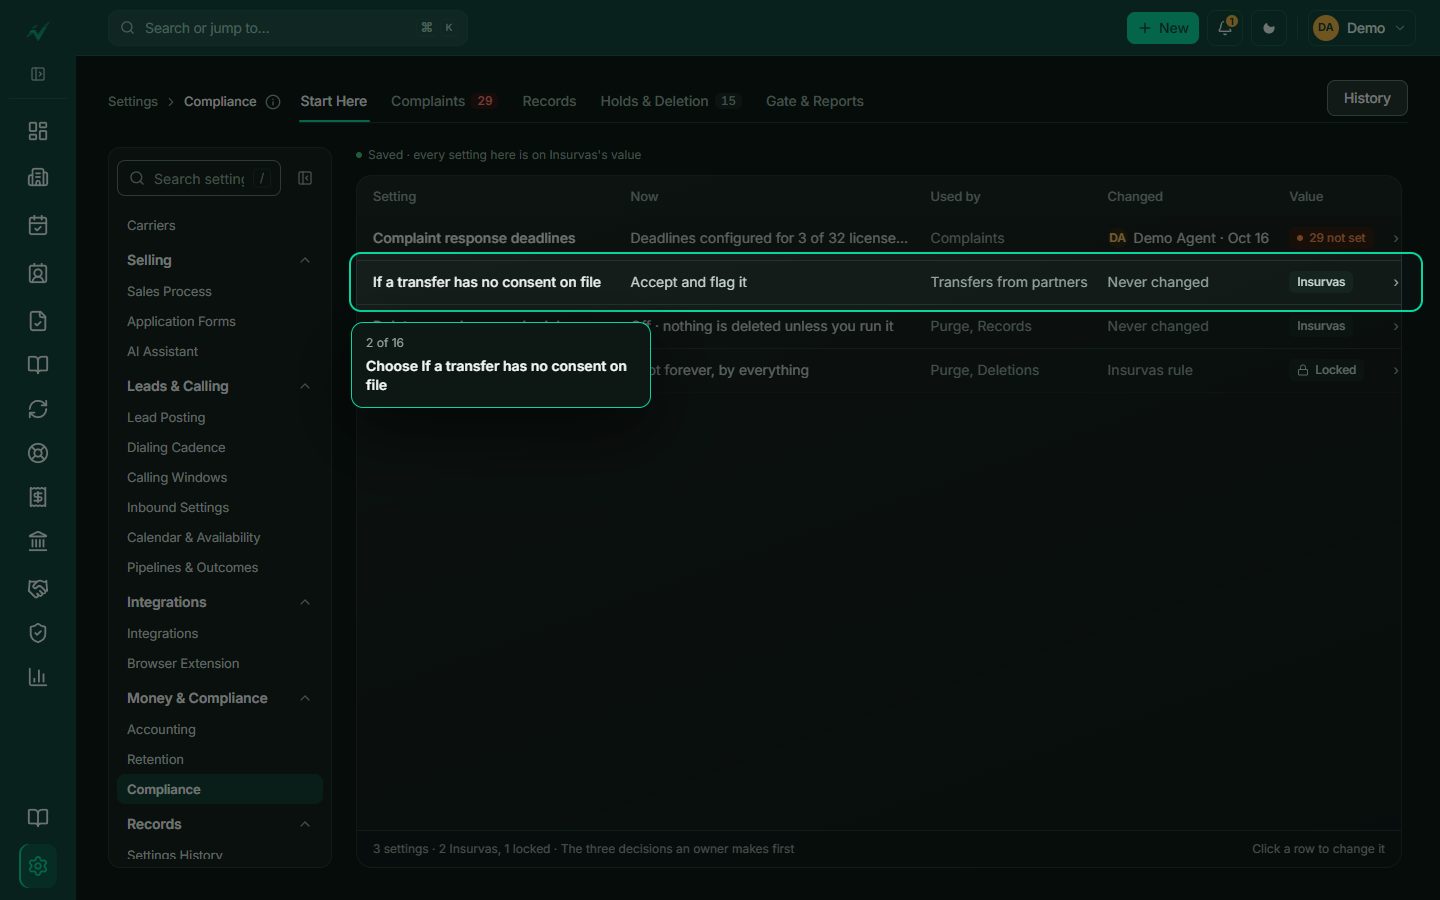 Search or jump to...
⌘ K
New
1
DA
Demo
Settings
Compliance
Start Here
Complaints 29
Records
Holds & Deletion 15
Gate & Reports
History
Search setting
/
Saved · every setting here is on Insurvas's value
Carriers
Selling
Sales Process
Application Forms
AI Assistant
Leads & Calling
Lead Posting
Dialing Cadence
Calling Windows
Inbound Settings
Calendar & Availability
Pipelines & Outcomes
Integrations
Integrations
Browser Extension
Money & Compliance
Accounting
Retention
Compliance
Records
Settings History
Setting Now Used by Changed Value
Complaint response deadlines Deadlines configured for 3 of 32 license... Complaints DA Demo Agent · Oct 16 29 not set
If a transfer has no consent on file Accept and flag it Transfers from partners Never changed Insurvas
· nothing is deleted unless you run it Purge, Records Never changed Insurvas
forever, by everything Purge, Deletions Insurvas rule Locked
2 of 16
Choose If a transfer has no consent on
file
3 settings · 2 Insurvas, 1 locked · The three decisions an owner makes first
Click a row to change it